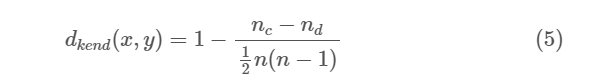 $d_{kend}(x, y) = 1 - \frac{n_c - n_d}{\frac{1}{2}n(n-1)}$ (5)